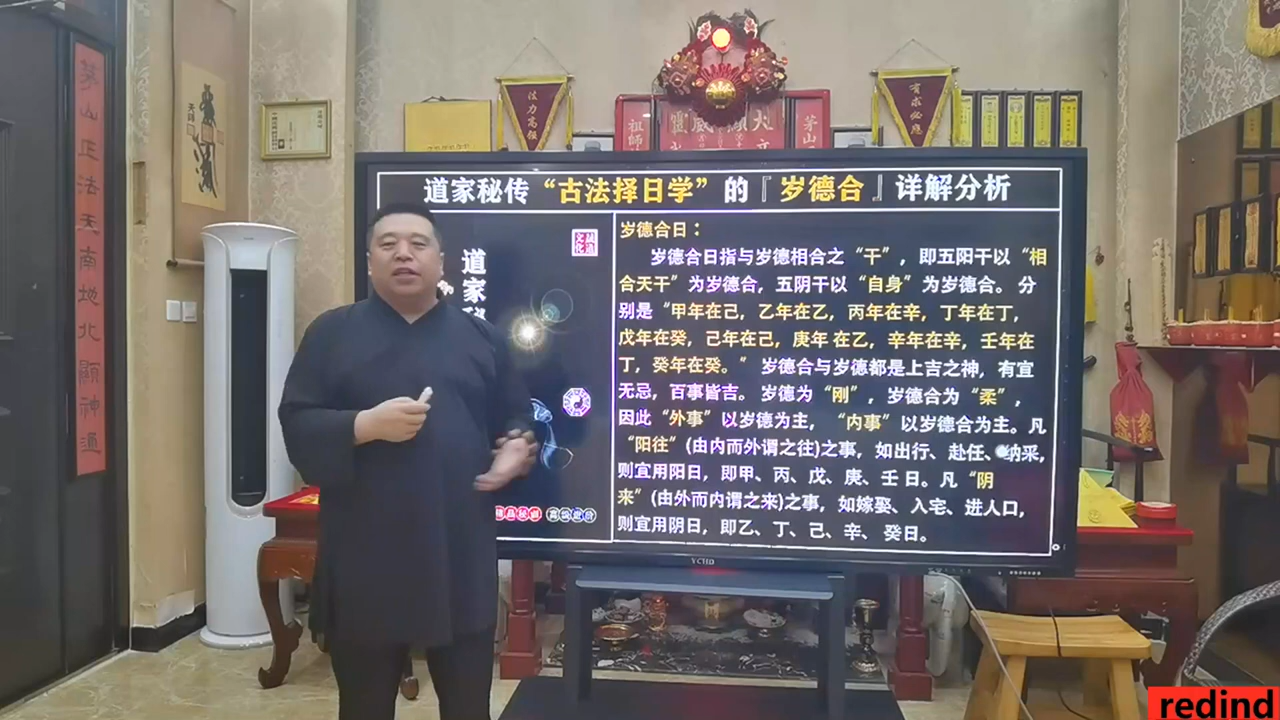 茅山正法天南地北顯神通
天師
法力高强
有求必應
祖師
茅山
道家秘传“古法择日学”的『岁德合』详解分析
道家秘
岁德合日：
岁德合日指与岁德相合之“干”，即五阳干以“相
合天干”为岁德合，五阴干以“自身”为岁德合。分
别是“甲年在己，乙年在乙，丙年在辛，丁年在丁，
戊年在癸，己年在己，庚年在乙，辛年在辛，壬年在
丁，癸年在癸。”岁德合与岁德都是上吉之神，有宜
无忌，百事皆吉。岁德为“刚”，岁德合为“柔”，
因此“外事”以岁德为主，“内事”以岁德合为主。凡
“阳往”(由内而外谓之往)之事，如出行、赴任、纳采，
则宜用阳日，即甲、丙、戊、庚、壬日。凡“阴
来”(由外而内谓之来)之事，如嫁娶、入宅、进人口，
则宜用阴日，即乙、丁、己、辛、癸日。
redind